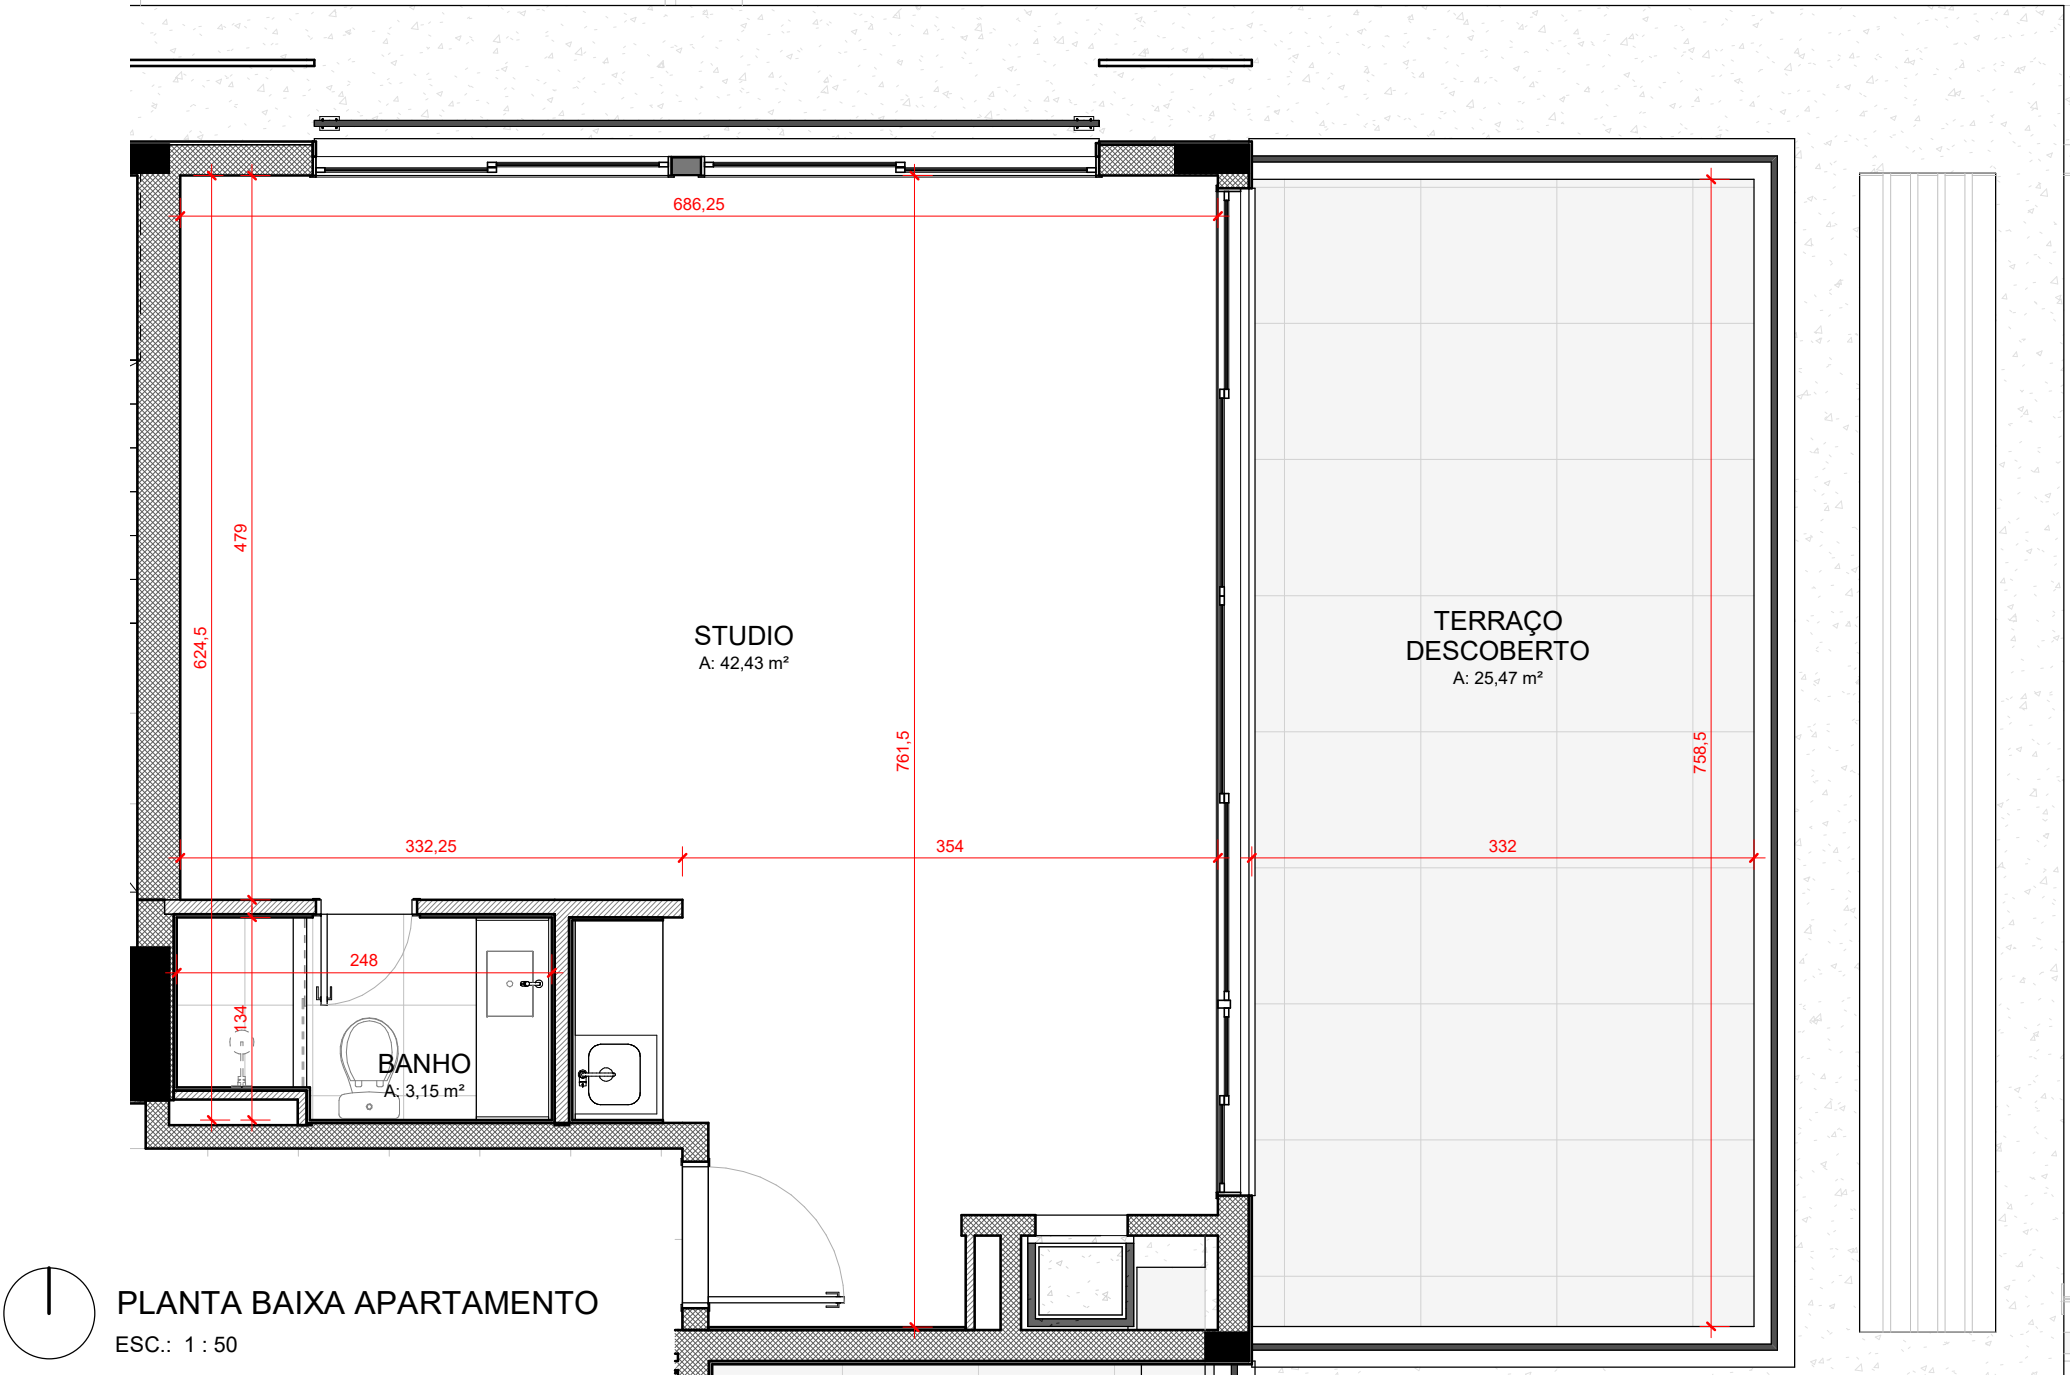 686,25
479
624,5
STUDIO
A: 42,43 m²
TERRAÇO
DESCOBERTO
A: 25,47 m²
761,5
758,5
332,25
354
332
248
134
BANHO
A: 3,15 m²
PLANTA BAIXA APARTAMENTO
ESC.: 1 : 50